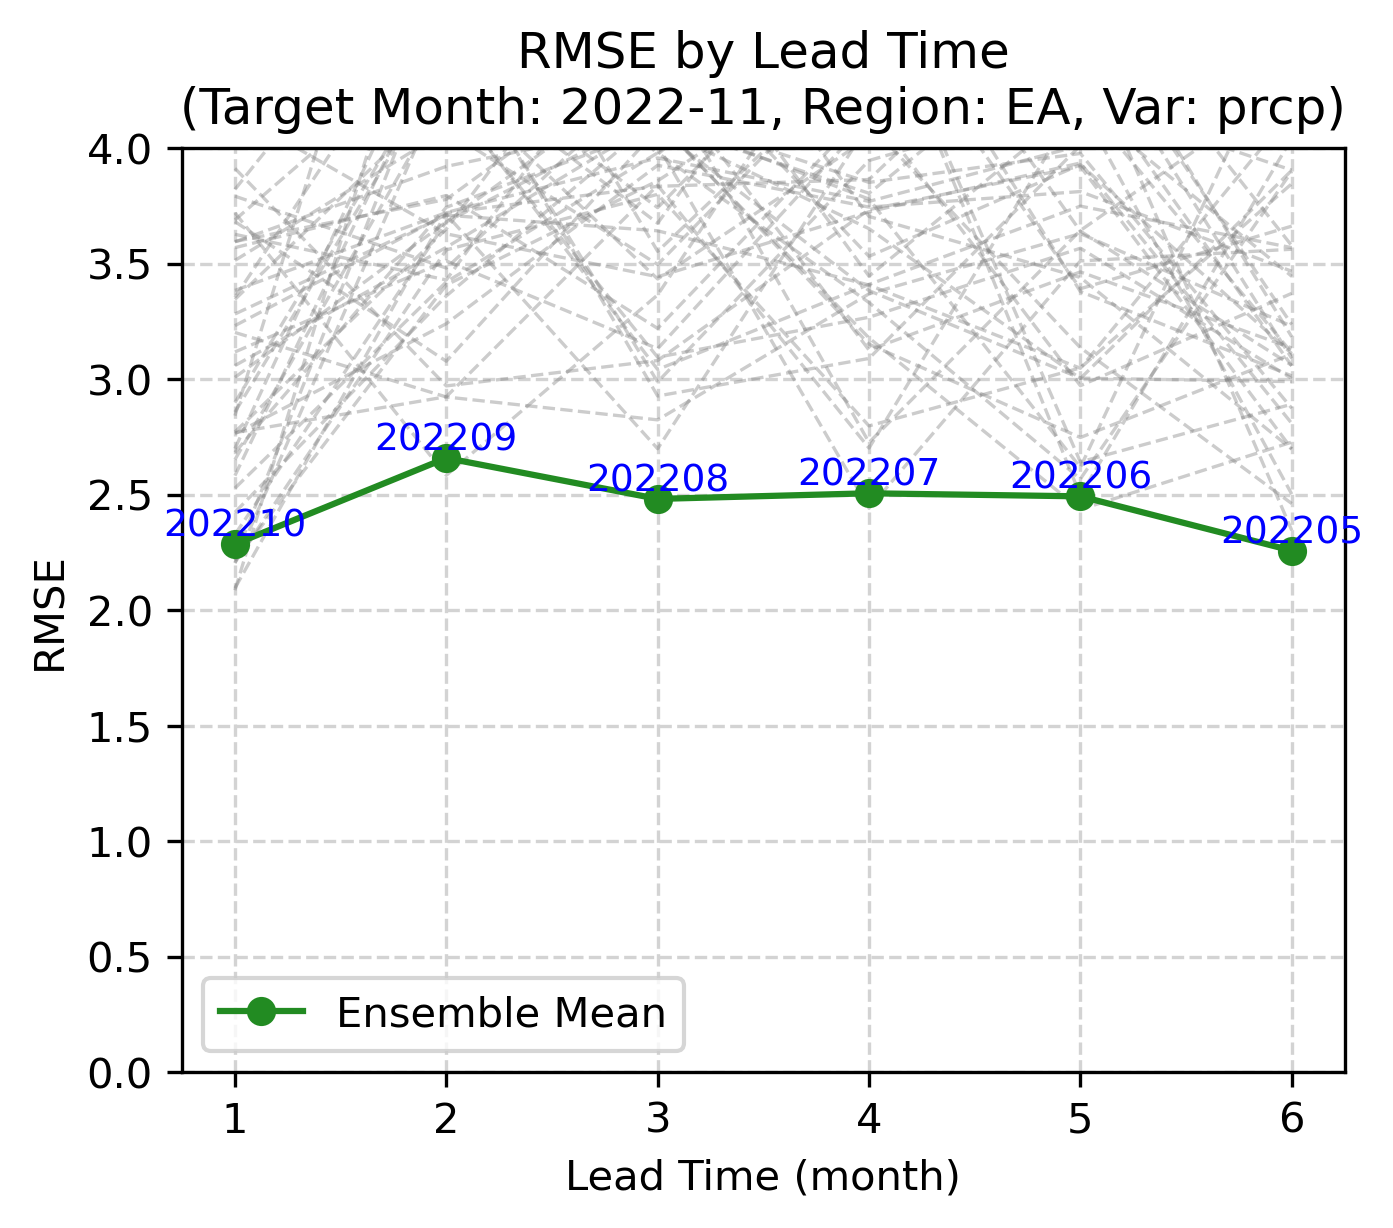 RMSE by Lead Time
(Target Month: 2022-11, Region: EA, Var: prcp)
4.0
3.5
3.0
2.5
2.0
1.5
1.0
0.5
0.0
RMSE
202210
202209
202208
202207
202206
202205
Ensemble Mean
1 2 3 4 5 6
Lead Time (month)